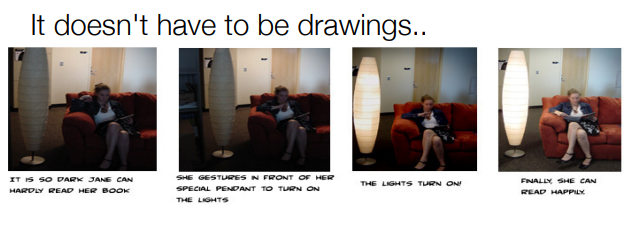 It doesn't have to be drawings..
IT IS SO DARK JANE CAN
HARDLY READ HER BOOK
SHE GESTURES IN FRONT OF HER
SPECIAL PENDANT TO TURN ON
THE LIGHTS
THE LIGHTS TURN ON!
FINALLY, SHE CAN
READ HAPPILY.